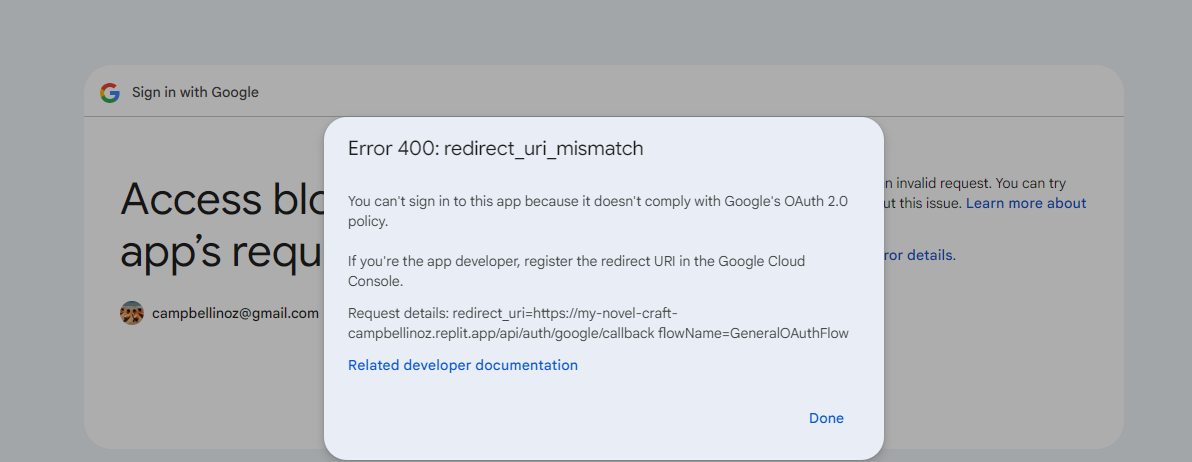 Sign in with Google
Error 400: redirect_uri_mismatch
You can't sign in to this app because it doesn't comply with Google's OAuth 2.0
policy.
If you're the app developer, register the redirect URI in the Google Cloud
Console.
Request details: redirect_uri=https://my-novel-craft-
campbellinoz.replit.app/api/auth/google/callback flowName=GeneralOAuthFlow
Related developer documentation
Done
Access blo
app's requ
campbellinoz@gmail.com
n invalid request. You can try
ut this issue. Learn more about
ror details.